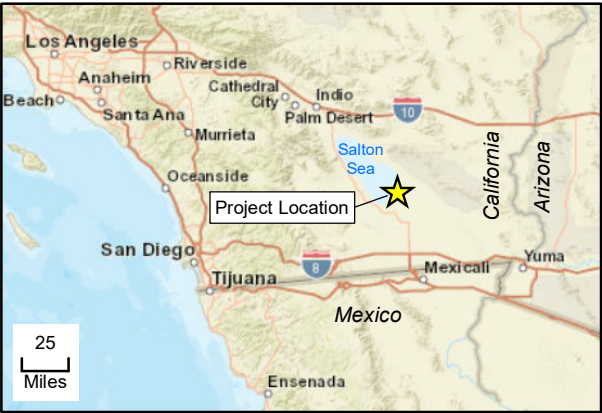 Los Angeles
Riverside
Anaheim
Cathedral
City
Indio
Beach
Santa Ana
Palm Desert
10
Murrieta
Salton
Sea
California
Arizona
Oceanside
Project Location
San Diego
8
Yuma
Tijuana
Mexicali
Mexico
25
Miles
Ensenada